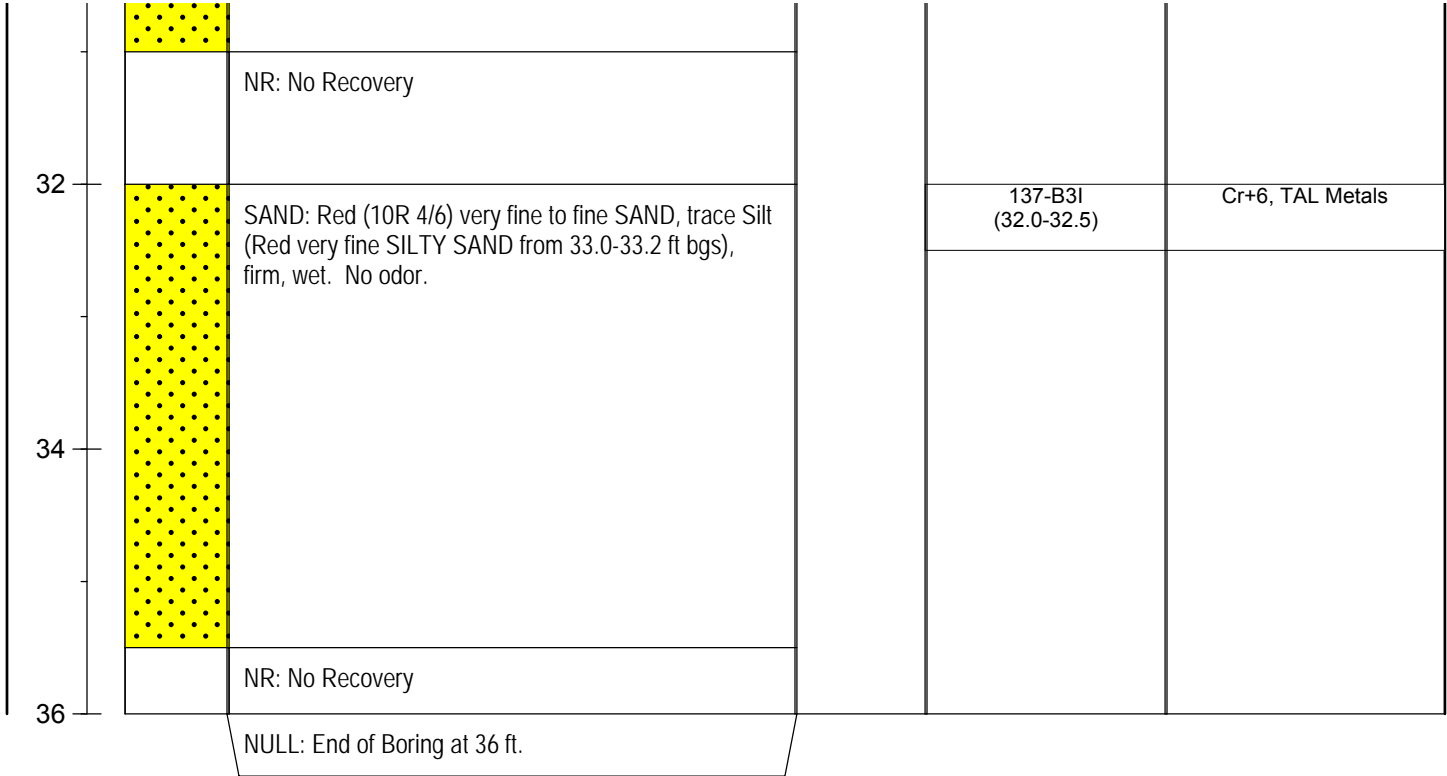 NR: No Recovery
32
SAND: Red (10R 4/6) very fine to fine SAND, trace Silt
(Red very fine SILTY SAND from 33.0-33.2 ft bgs),
firm, wet. No odor.
137-B3I
(32.0-32.5)
Cr+6, TAL Metals
34
NR: No Recovery
36
NULL: End of Boring at 36 ft.